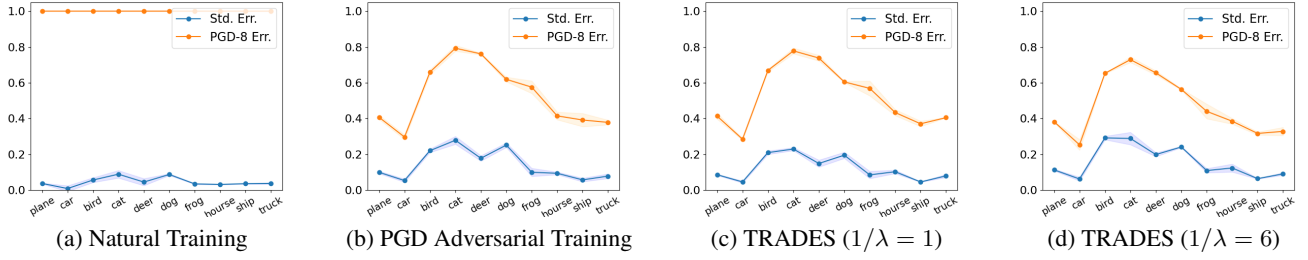 1.0
0.8
0.6
0.4
0.2
0.0
Std. Err.
PGD-8 Err.
plane car bird cat deer dog frog hourse ship truck
(a) Natural Training
1.0
0.8
0.6
0.4
0.2
0.0
Std. Err.
PGD-8 Err.
plane car bird cat deer dog frog hourse ship truck
(b) PGD Adversarial Training
1.0
0.8
0.6
0.4
0.2
0.0
Std. Err.
PGD-8 Err.
plane car bird cat deer dog frog hourse ship truck
(c) TRADES (1/λ = 1)
1.0
0.8
0.6
0.4
0.2
0.0
Std. Err.
PGD-8 Err.
plane car bird cat deer dog frog hourse ship truck
(d) TRADES (1/λ = 6)